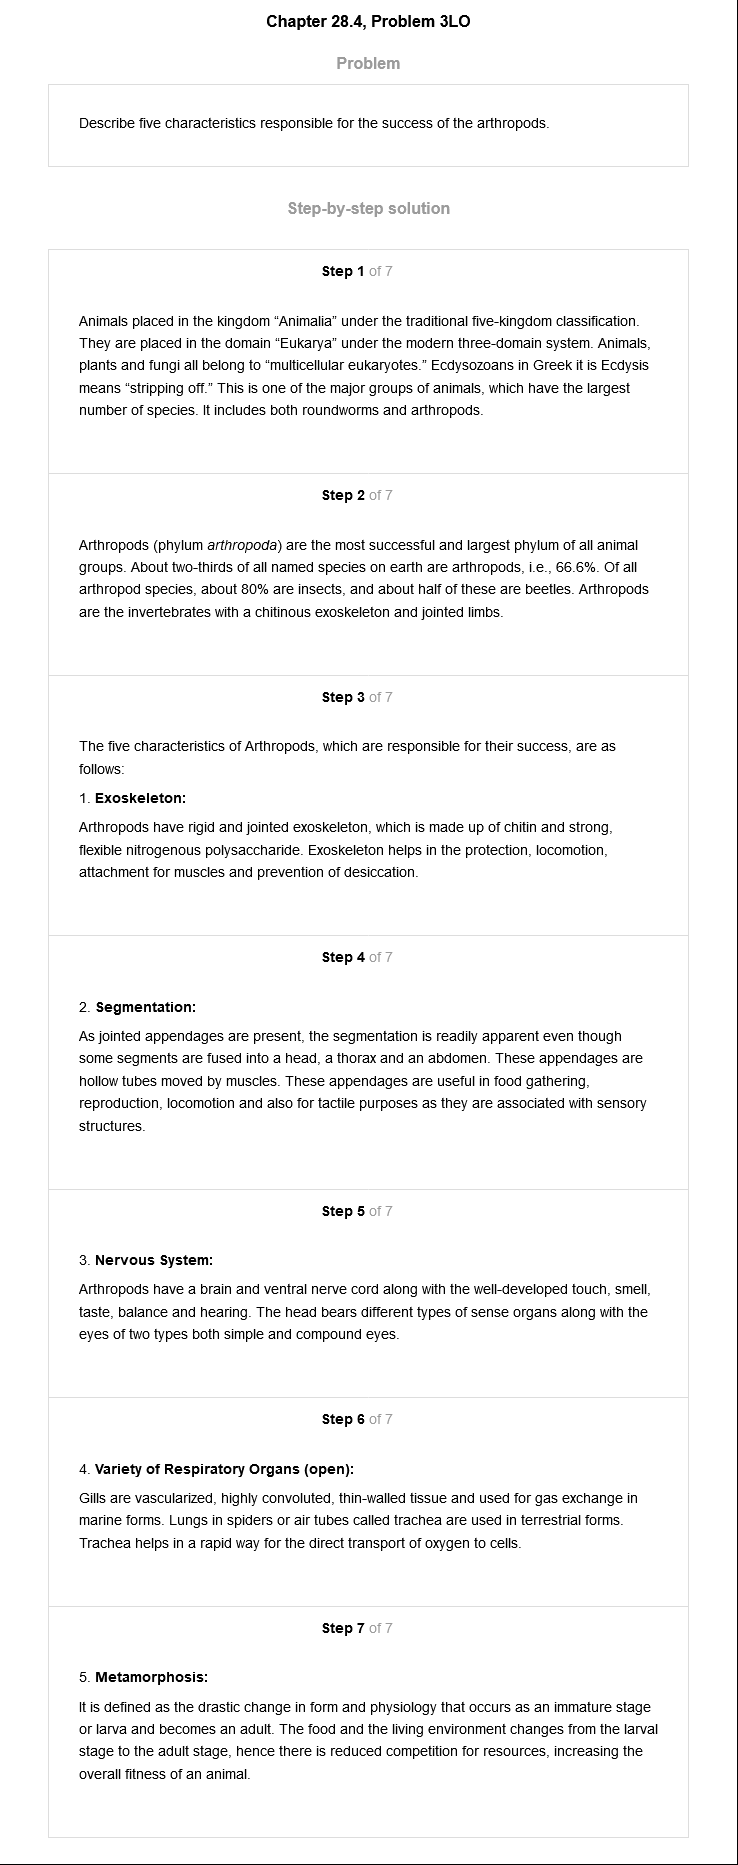 Chapter 28.4, Problem 3LO
Problem
Describe five characteristics responsible for the success of the arthropods.
Step-by-step solution
Step 1 of 7
Animals placed in the kingdom “Animalia” under the traditional five-kingdom classification.
They are placed in the domain “Eukarya” under the modern three-domain system. Animals,
plants and fungi all belong to “multicellular eukaryotes.” Ecdysozoans in Greek it is Ecdysis
means “stripping off.” This is one of the major groups of animals, which have the largest
number of species. It includes both roundworms and arthropods.
Step 2 of 7
Arthropods (phylum arthropoda) are the most successful and largest phylum of all animal
groups. About two-thirds of all named species on earth are arthropods, i.e., 66.6%. Of all
arthropod species, about 80% are insects, and about half of these are beetles. Arthropods
are the invertebrates with a chitinous exoskeleton and jointed limbs.
Step 3 of 7
The five characteristics of Arthropods, which are responsible for their success, are as
follows:
1. Exoskeleton:
Arthropods have rigid and jointed exoskeleton, which is made up of chitin and strong,
flexible nitrogenous polysaccharide. Exoskeleton helps in the protection, locomotion,
attachment for muscles and prevention of desiccation.
Step 4 of 7
2. Segmentation:
As jointed appendages are present, the segmentation is readily apparent even though
some segments are fused into a head, a thorax and an abdomen. These appendages are
hollow tubes moved by muscles. These appendages are useful in food gathering,
reproduction, locomotion and also for tactile purposes as they are associated with sensory
structures.
Step 5 of 7
3. Nervous System:
Arthropods have a brain and ventral nerve cord along with the well-developed touch, smell,
taste, balance and hearing. The head bears different types of sense organs along with the
eyes of two types both simple and compound eyes.
Step 6 of 7
4. Variety of Respiratory Organs (open):
Gills are vascularized, highly convoluted, thin-walled tissue and used for gas exchange in
marine forms. Lungs in spiders or air tubes called trachea are used in terrestrial forms.
Trachea helps in a rapid way for the direct transport of oxygen to cells.
Step 7 of 7
5. Metamorphosis:
It is defined as the drastic change in form and physiology that occurs as an immature stage
or larva and becomes an adult. The food and the living environment changes from the larval
stage to the adult stage, hence there is reduced competition for resources, increasing the
overall fitness of an animal.